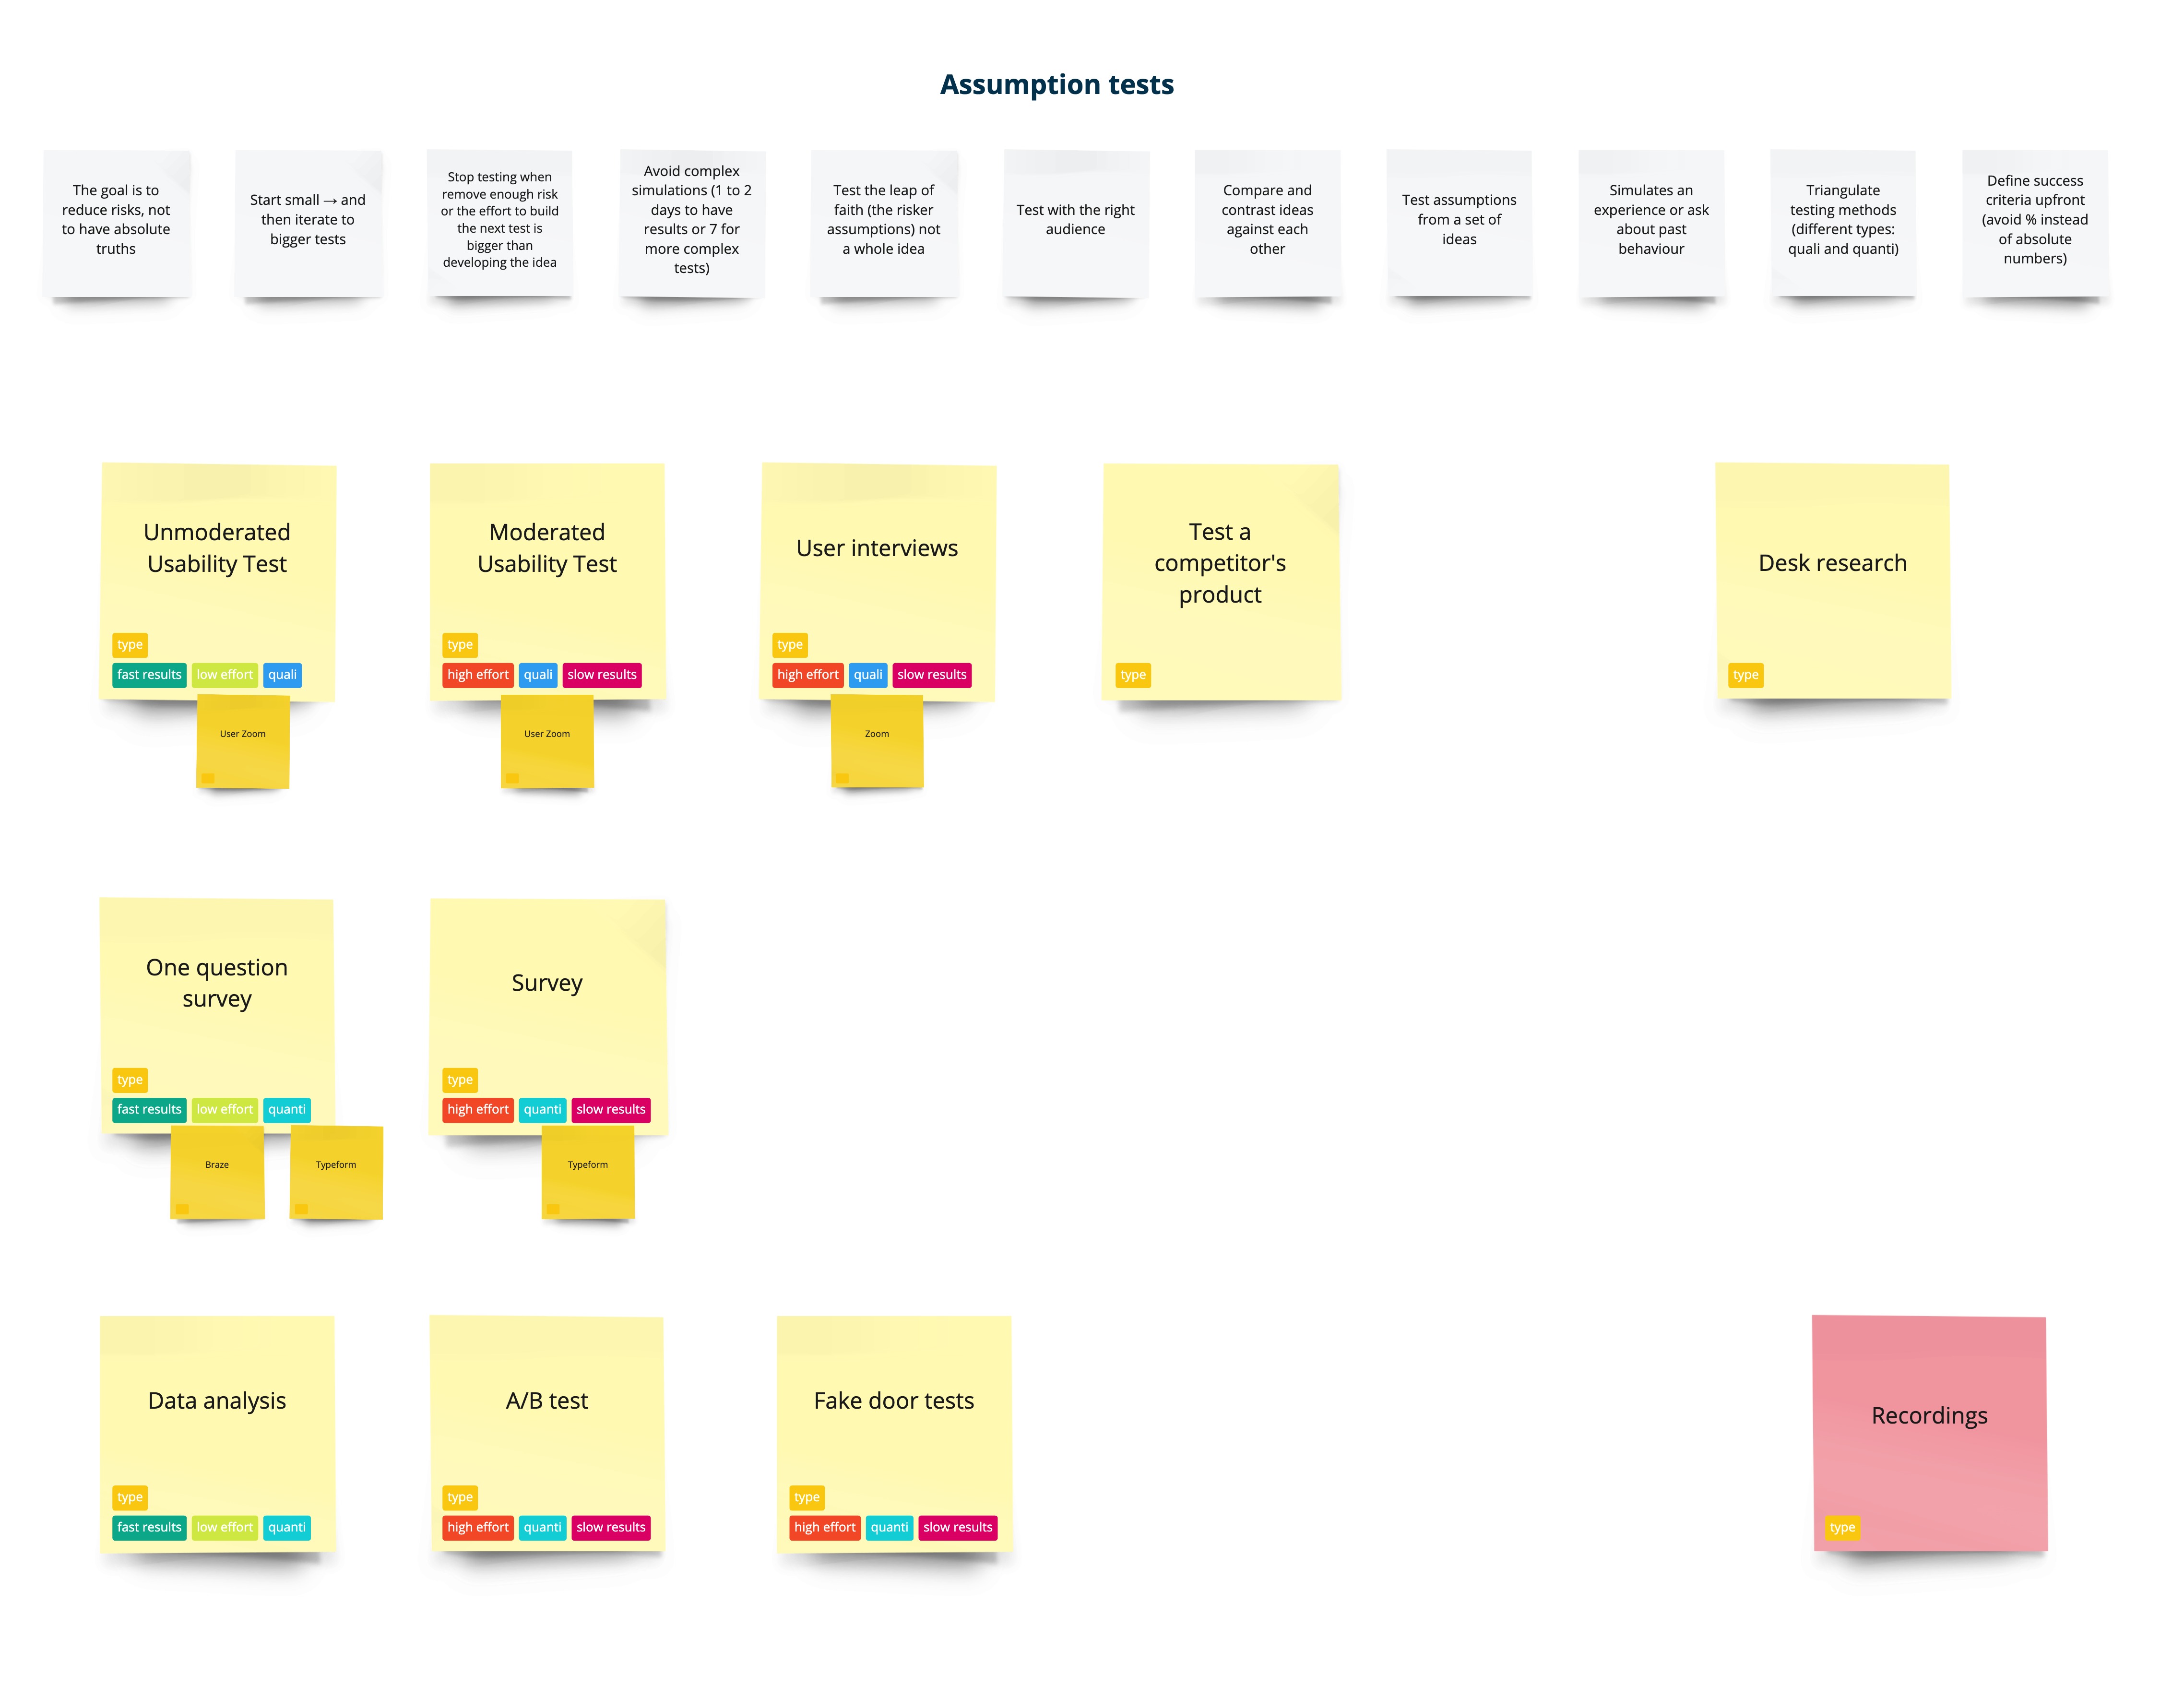 Assumption tests
The goal is to
reduce risks, not
to have absolute
truths
Start small → and
then iterate to
bigger tests
Stop testing when
remove enough risk
or the effort to build
the next test is
bigger than
developing the idea
Avoid complex
simulations (1 to 2
days to have
results or 7 for
more complex
tests)
Test the leap of
faith (the risker
assumptions) not
a whole idea
Test with the right
audience
Compare and
contrast ideas
against each
other
Test assumptions
from a set of
ideas
Simulates an
experience or ask
about past
behaviour
Triangulate
testing methods
(different types:
quali and quanti)
Define success
criteria upfront
(avoid % instead
of absolute
numbers)
Unmoderated
Usability Test
type
fast results low effort quali
User Zoom
Moderated
Usability Test
type
high effort quali slow results
User Zoom
User interviews
type
high effort quali slow results
Zoom
Test a
competitor's
product
type
Desk research
type
One question
survey
type
fast results low effort quanti
Braze
Typeform
Survey
type
high effort quanti slow results
Typeform
Data analysis
type
fast results low effort quanti
A/B test
type
high effort quanti slow results
Fake door tests
type
high effort quanti slow results
Recordings
type